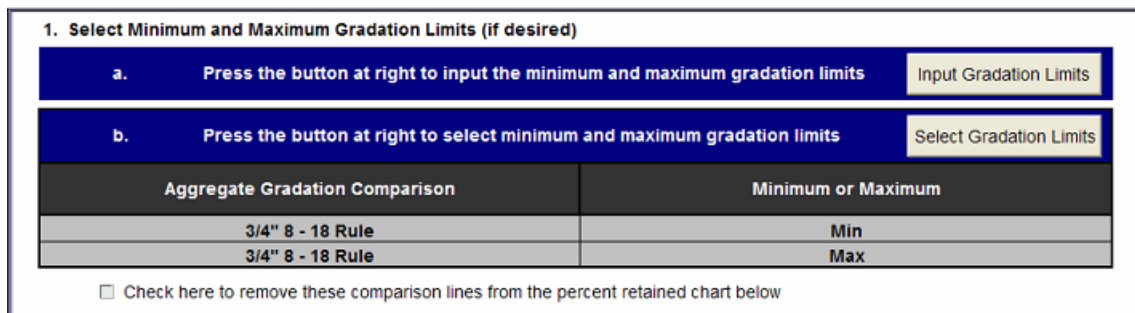 1. Select Minimum and Maximum Gradation Limits (if desired)
a. Press the button at right to input the minimum and maximum gradation limits Input Gradation Limits
b. Press the button at right to select minimum and maximum gradation limits Select Gradation Limits
Aggregate Gradation Comparison Minimum or Maximum
3/4" 8 - 18 Rule Min
3/4" 8 - 18 Rule Max
Check here to remove these comparison lines from the percent retained chart below